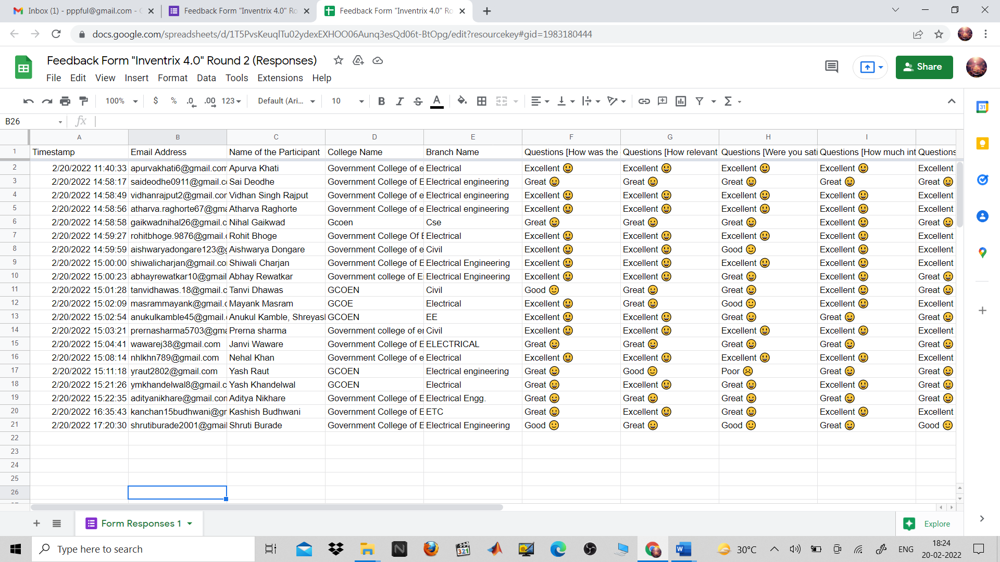 Inbox (1) - pppful@gmail.com -
Feedback Form "Inventrix 4.0" Ro
Feedback Form "Inventrix 4.0" Ro
docs.google.com/spreadsheets/d/1T5PvsKeuqlTu02ydexEXHOO06Aunq3esQd06t-BtOpg/edit?resourcekey#gid=1983180444
Feedback Form "Inventrix 4.0" Round 2 (Responses)
Share
File Edit View Insert Format Data Tools Extensions Help
100% $ % .0 .00 123 Default (Ari... 10 B I S A
31
B26 fx
A B C D E F G H I
1 Timestamp Email Address Name of the Participant College Name Branch Name Questions [How was the Questions [How relevant Questions [Were you sati Questions [How much int Questions
2 2/20/2022 11:40:33 apurvakhati6@gmail.com Apurva Khati Government College of e Electrical Excellent 😃 Excellent 😃 Excellent 😃 Excellent 😃 Excellent
3 2/20/2022 14:58:17 saideodhe0911@gmail.c Sai Deodhe Government College of E Electrical engineering Great 😀 Great 😀 Great 😀 Great 😀 Great 😀
4 2/20/2022 14:58:49 vidhanrajput2@gmail.cor Vidhan Singh Rajput Government College of e Electrical engineering Excellent 😃 Excellent 😃 Excellent 😃 Excellent 😃 Excellent
5 2/20/2022 14:58:56 atharva.raghorte67@gma Atharva Raghorte Government College of e Electrical engineering Excellent 😃 Excellent 😃 Excellent 😃 Excellent 😃 Excellent
6 2/20/2022 14:58:58 gaikwadnihal26@gmail.c Nihal Gaikwad Gcoen Cse Great 😀 Great 😀 Great 😀 Excellent 😃 Great 😀
7 2/20/2022 14:59:27 rohitbhoge.9876@gmail. Rohit Bhoge Government College Of E Electrical Excellent 😃 Excellent 😃 Excellent 😃 Excellent 😃 Excellent
8 2/20/2022 14:59:59 aishwaryadongare123@g Aishwarya Dongare Government College of e Civil Excellent 😃 Excellent 😃 Good 🙂 Excellent 😃 Excellent
9 2/20/2022 15:00:00 shiwalicharjan@gmail.co Shiwali Charjan Government College of E Electrical Engineering Excellent 😃 Excellent 😃 Excellent 😃 Excellent 😃 Excellent
10 2/20/2022 15:00:23 abhayrewatkar10@gmail Abhay Rewatkar Government college of E Electrical Engineering Excellent 😃 Excellent 😃 Great 😀 Excellent 😃 Great 😀
11 2/20/2022 15:01:28 tanvidhawas.18@gmail.c Tanvi Dhawas GCOEN Civil Good 🙂 Great 😀 Great 😀 Excellent 😃 Great 😀
12 2/20/2022 15:02:09 masrammayank@gmail.c Mayank Masram GCOE Electrical Excellent 😃 Great 😀 Good 🙂 Excellent 😃 Excellent
13 2/20/2022 15:02:54 anukulkamble45@gmail. Anukul Kamble, Shreyasl GCOEN EE Excellent 😃 Excellent 😃 Great 😀 Great 😀 Great 😀
14 2/20/2022 15:03:21 prernasharma5703@gma Prerna sharma Government college of er Civil Excellent 😃 Excellent 😃 Excellent 😃 Excellent 😃 Excellent
15 2/20/2022 15:04:41 wawarej38@gmail.com Janvi Waware Government College of E ELECTRICAL Great 😀 Great 😀 Great 😀 Great 😀 Great 😀
16 2/20/2022 15:08:14 nhlkhn789@gmail.com Nehal Khan Government College of e Electrical Excellent 😃 Excellent 😃 Excellent 😃 Excellent 😃 Excellent
17 2/20/2022 15:11:18 yraut2802@gmail.com Yash Raut GCOEN Electrical engineering Great 😀 Good 🙂 Poor ☹️ Great 😀 Great 😀
18 2/20/2022 15:21:26 ymkhandelwal8@gmail.c Yash Khandelwal GCOEN Electrical Great 😀 Excellent 😃 Great 😀 Excellent 😃 Great 😀
19 2/20/2022 15:22:35 adityanikhare@gmail.con Aditya Nikhare Government College of E Electrical Engg. Great 😀 Great 😀 Great 😀 Great 😀 Great 😀
20 2/20/2022 16:35:43 kanchan15budhwani@gr Kashish Budhwani Government College of E ETC Great 😀 Excellent 😃 Great 😀 Excellent 😃 Excellent
21 2/20/2022 17:20:30 shrutiburade2001@gmail Shruti Burade Government College of E Electrical Engineering Good 🙂 Great 😀 Good 🙂 Great 😀 Good 🙂
22
23
24
25
26
Form Responses 1
Explore
Type here to search
321
N
W
30°C
ENG
18:24
20-02-2022